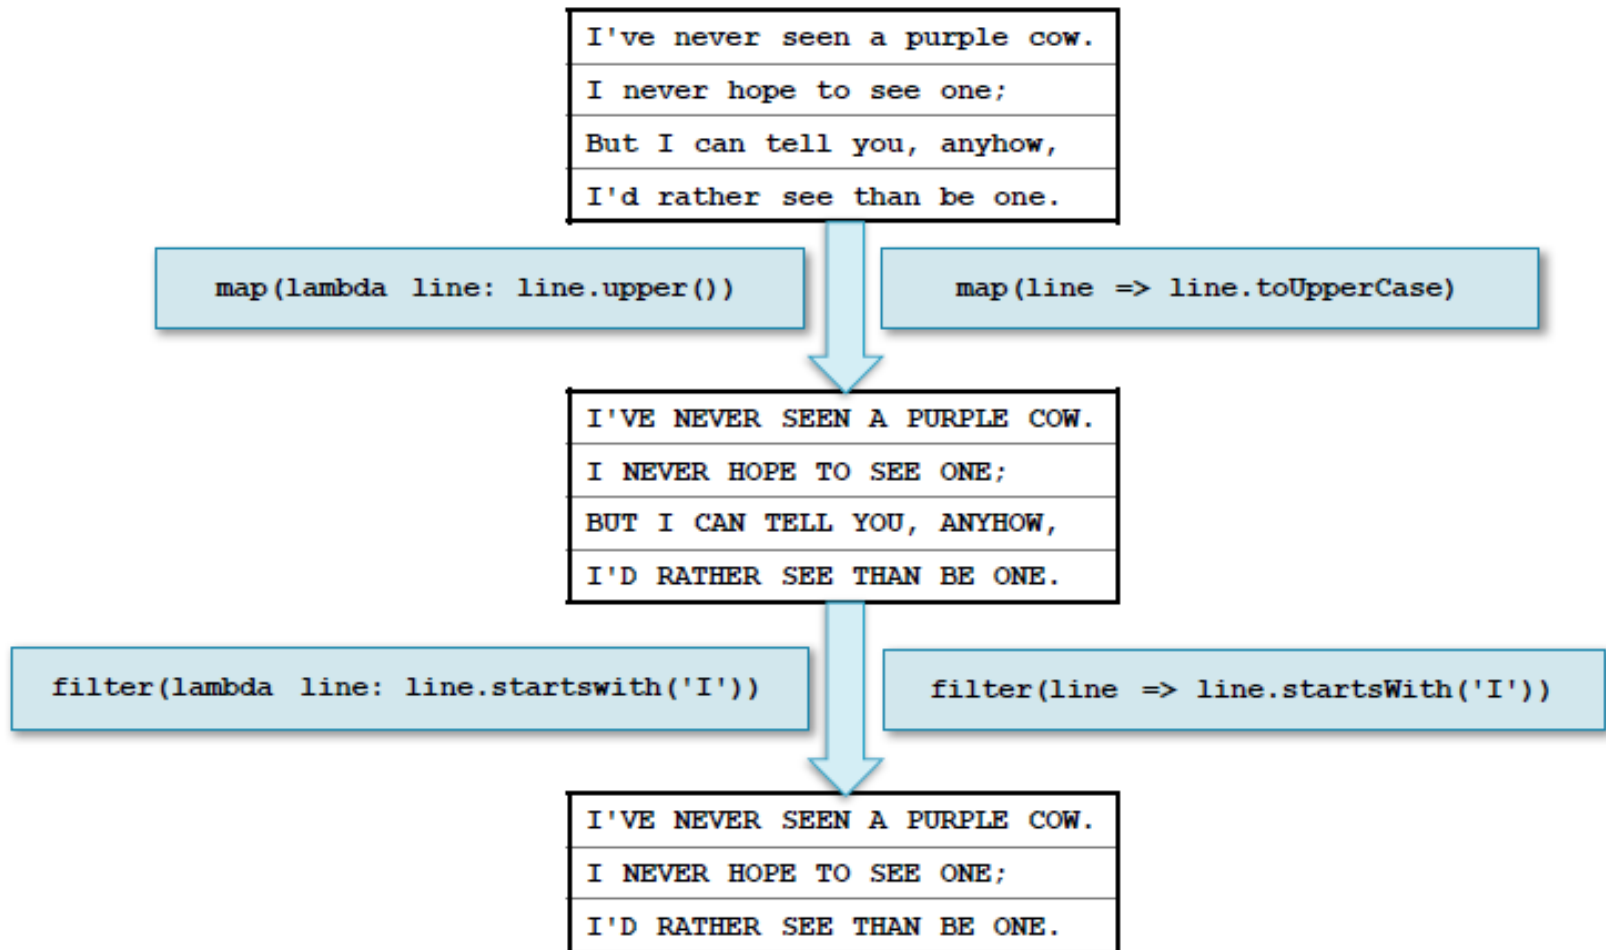 I've never seen a purple cow.
I never hope to see one;
But I can tell you, anyhow,
I'd rather see than be one.
map(lambda line: line.upper())
map(line => line.toUpperCase)
I'VE NEVER SEEN A PURPLE COW.
I NEVER HOPE TO SEE ONE;
BUT I CAN TELL YOU, ANYHOW,
I'D RATHER SEE THAN BE ONE.
filter(lambda line: line.startswith('I'))
filter(line => line.startsWith('I'))
I'VE NEVER SEEN A PURPLE COW.
I NEVER HOPE TO SEE ONE;
I'D RATHER SEE THAN BE ONE.